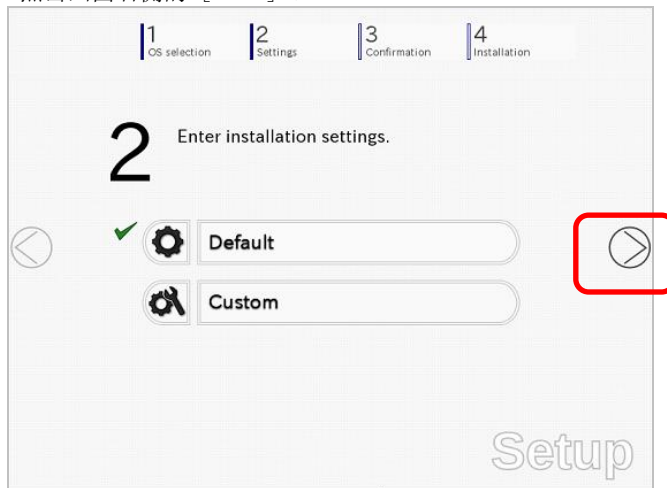 1
OS selection
2
Settings
3
Confirmation
4
Installation
2 Enter installation settings.
Default
Custom
Setup